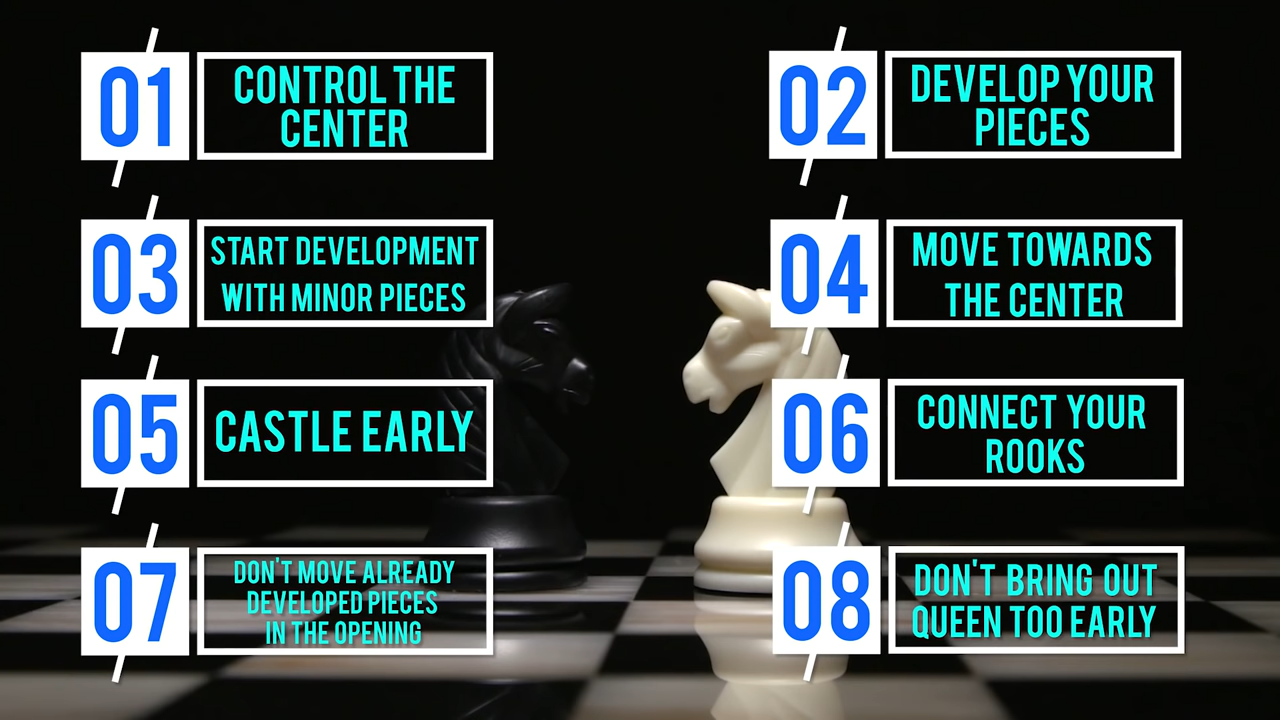 01
CONTROL THE
CENTER
02
DEVELOP YOUR
PIECES
03
START DEVELOPMENT
WITH MINOR PIECES
04
MOVE TOWARDS
THE CENTER
05
CASTLE EARLY
06
CONNECT YOUR
ROOKS
07
DON'T MOVE ALREADY
DEVELOPED PIECES
IN THE OPENING
08
DON'T BRING OUT
QUEEN TOO EARLY